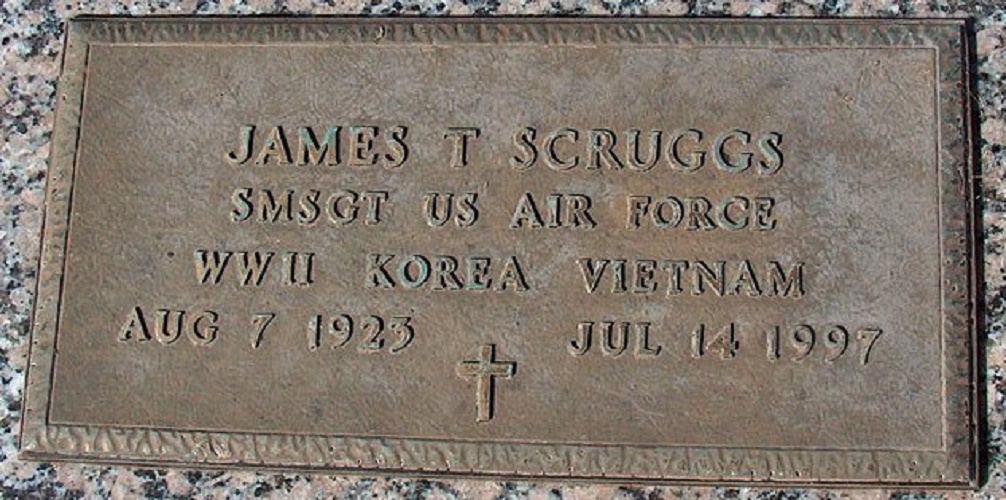 JAMES T SCRUGGS
SMSGT US AIR FORCE
WWII KOREA VIETNAM
AUG 7 1923 JUL 14 1997